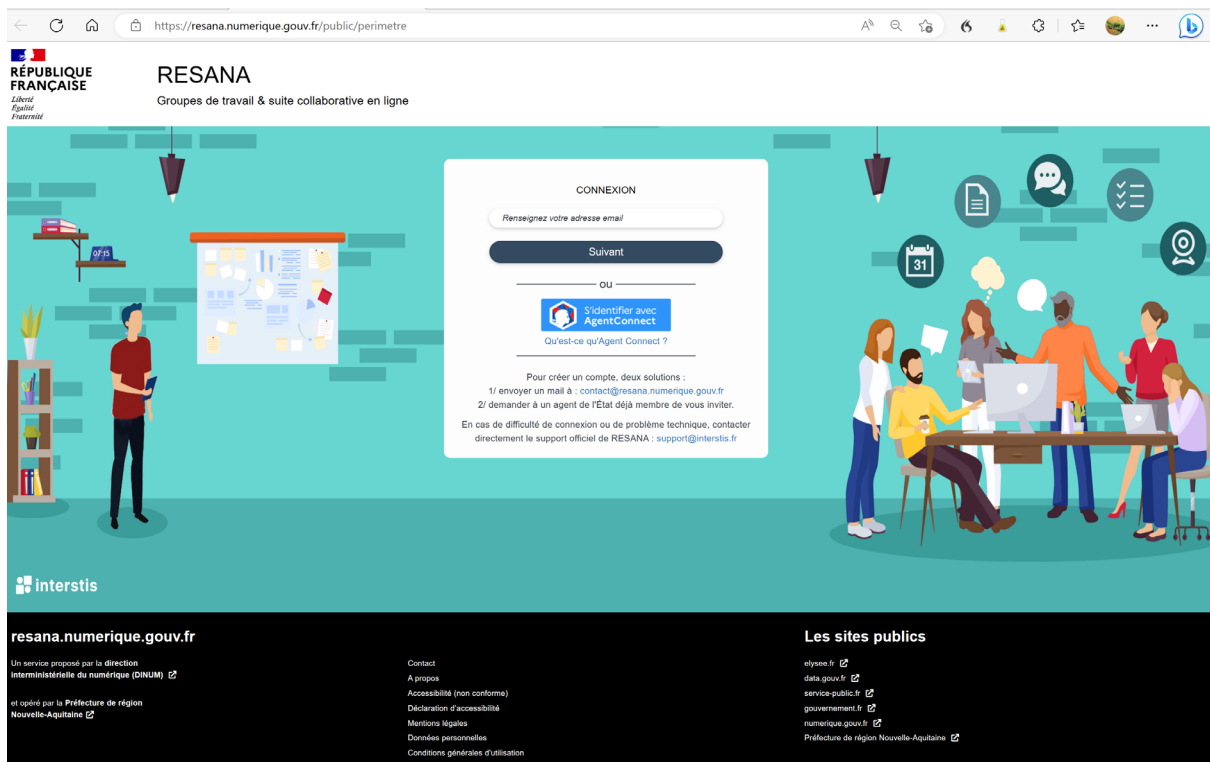 https://resana.numerique.gouv.fr/public/perimetre
RÉPUBLIQUE
FRANÇAISE
Liberté
Égalité
Fraternité
RESANA
Groupes de travail & suite collaborative en ligne
CONNEXION
Renseignez votre adresse email
Suivant
ou
S'identifier avec
AgentConnect
Qu'est-ce qu'Agent Connect ?
Pour créer un compte, deux solutions :
1/ envoyer un mail à : contact@resana.numerique.gouv.fr
2/ demander à un agent de l'État déjà membre de vous inviter.
En cas de difficulté de connexion ou de problème technique, contacter
directement le support officiel de RESANA : support@interstis.fr
07:15
31
interstis
resana.numerique.gouv.fr
Un service proposé par la direction
interministérielle du numérique (DINUM)
et opéré par la Préfecture de région
Nouvelle-Aquitaine
Contact
A propos
Accessibilité (non conforme)
Déclaration d'accessibilité
Mentions légales
Données personnelles
Conditions générales d'utilisation
Les sites publics
elysee.fr
data.gouv.fr
service-public.fr
gouvernement.fr
numerique.gouv.fr
Préfecture de région Nouvelle-Aquitaine